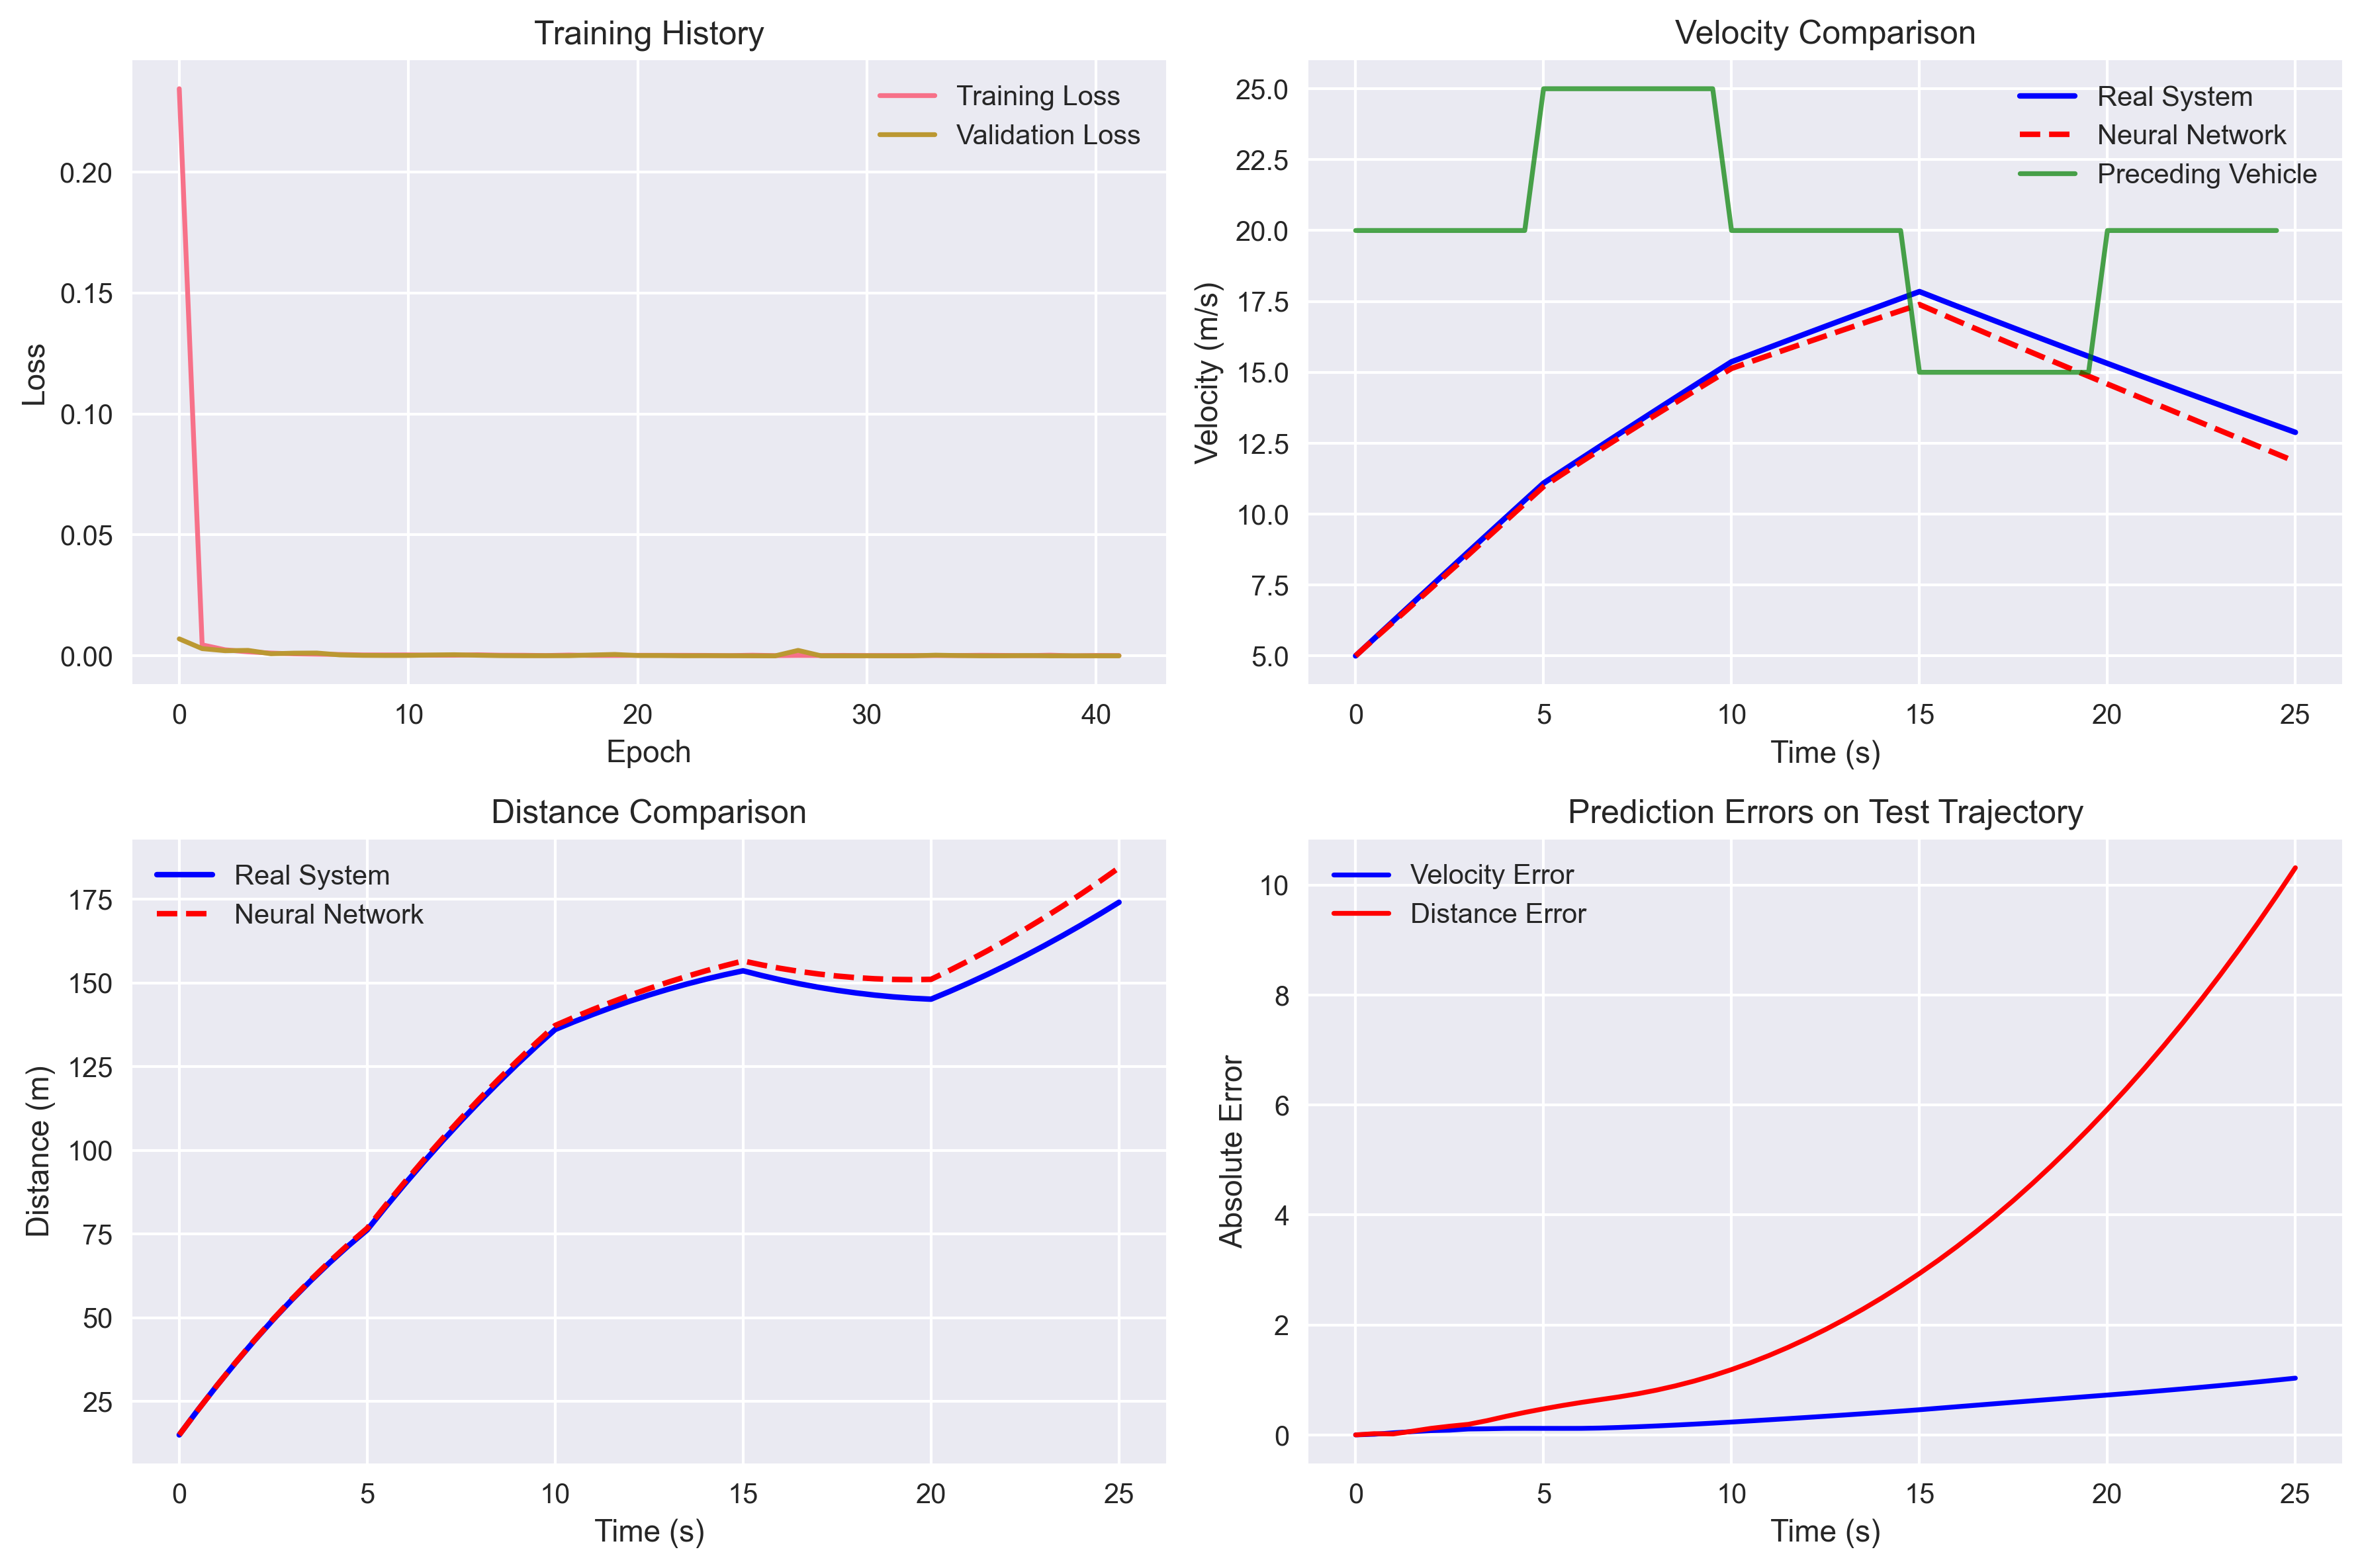 Training History
Training Loss
Validation Loss
0.20
0.15
0.10
0.05
0.00
Loss
0 10 20 30 40
Epoch
Velocity Comparison
Real System
Neural Network
Preceding Vehicle
25.0
22.5
20.0
17.5
15.0
12.5
10.0
7.5
5.0
Velocity (m/s)
0 5 10 15 20 25
Time (s)
Distance Comparison
Real System
Neural Network
175
150
125
100
75
50
25
Distance (m)
0 5 10 15 20 25
Time (s)
Prediction Errors on Test Trajectory
Velocity Error
Distance Error
10
8
6
4
2
0
Absolute Error
0 5 10 15 20 25
Time (s)